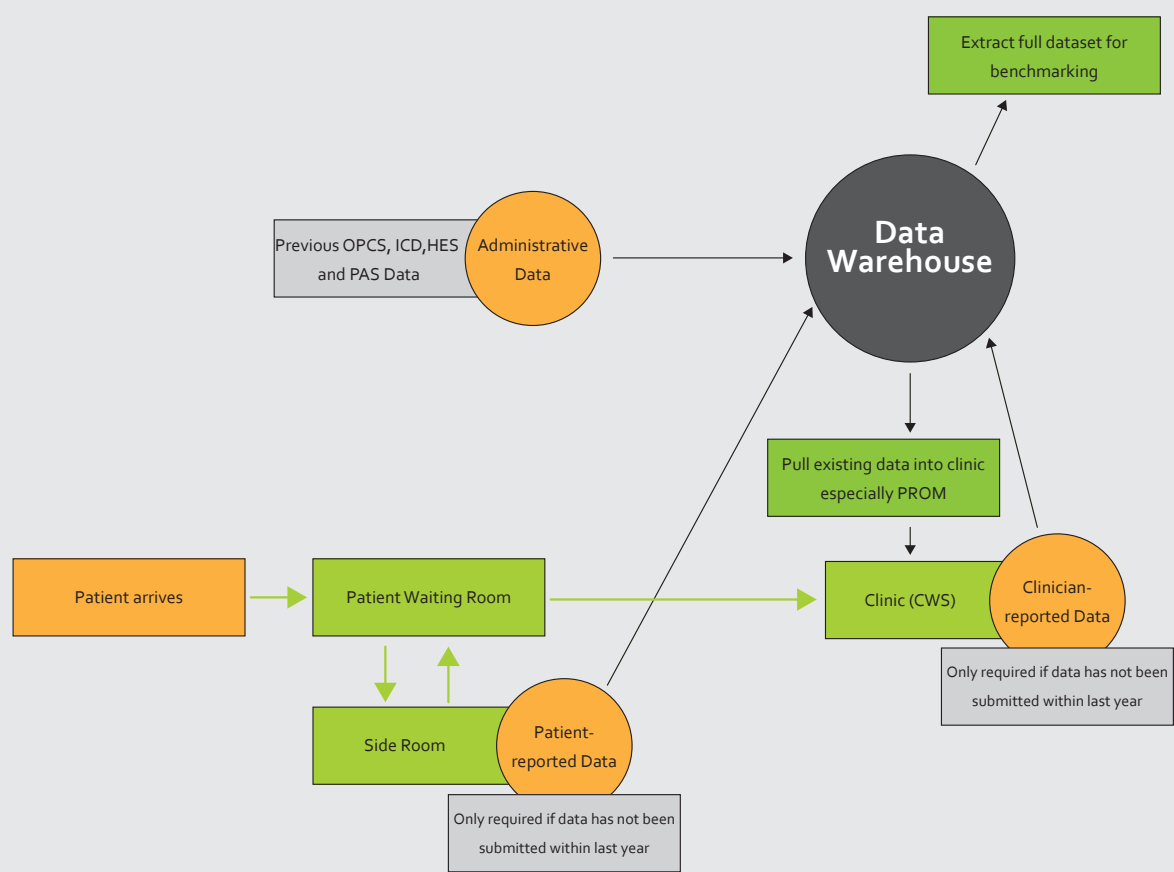 Extract full dataset for
benchmarking
Data
Warehouse
Previous OPCS, ICD,HES
and PAS Data
Administrative
Data
Pull existing data into clinic
especially PROM
Patient arrives
Patient Waiting Room
Clinic (CWS)
Clinician-
reported Data
Only required if data has not been
submitted within last year
Side Room
Patient-
reported Data
Only required if data has not been
submitted within last year